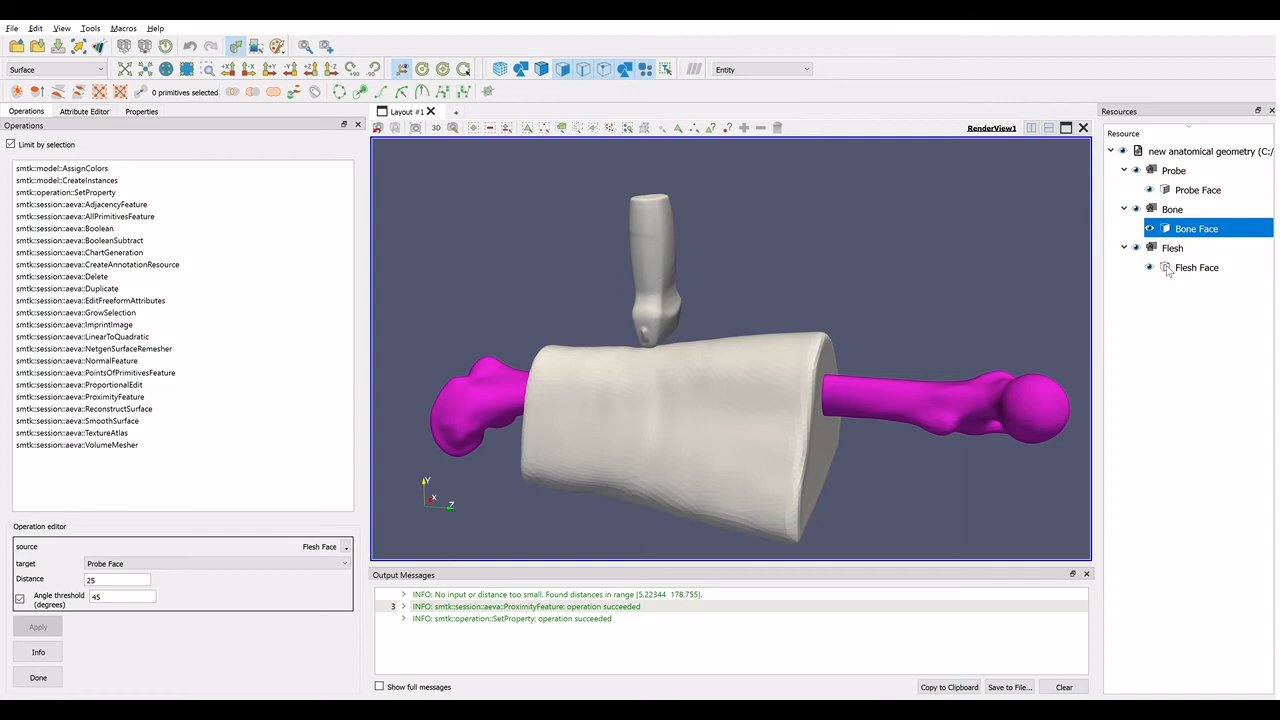 File Edit View Tools Macros Help
Surface
Entity
0 primitives selected
Operations Attribute Editor Properties
Operations
Limit by selection
smtk::model::AssignColors
smtk::model::CreateInstances
smtk::operation::SetProperty
smtk::session::aeva::AdjacencyFeature
smtk::session::aeva::AllPrimitivesFeature
smtk::session::aeva::Boolean
smtk::session::aeva::BooleanSubtract
smtk::session::aeva::ChartGeneration
smtk::session::aeva::CreateAnnotationResource
smtk::session::aeva::Delete
smtk::session::aeva::Duplicate
smtk::session::aeva::EditFreeformAttributes
smtk::session::aeva::GrowSelection
smtk::session::aeva::ImprintImage
smtk::session::aeva::LinearToQuadratic
smtk::session::aeva::NetgenSurfaceRemesher
smtk::session::aeva::NormalFeature
smtk::session::aeva::PointsOfPrimitivesFeature
smtk::session::aeva::ProportionalEdit
smtk::session::aeva::ProximityFeature
smtk::session::aeva::ReconstructSurface
smtk::session::aeva::SmoothSurface
smtk::session::aeva::TextureAtlas
smtk::session::aeva::VolumeMesher
Operation editor
source Flesh Face
target Probe Face
Distance 25
Angle threshold (degrees) 45
Apply
Info
Done
Layout #1
3D
RenderView1
Y
X
Z
Output Messages
INFO: No input or distance too small. Found distances in range [5.22344 178.755].
3 INFO: smtk::session::aeva::ProximityFeature: operation succeeded
INFO: smtk::operation::SetProperty: operation succeeded
Show full messages
Copy to Clipboard Save to File... Clear
Resources
Resource
new anatomical geometry (C:/
Probe
Probe Face
Bone
Bone Face
Flesh
Flesh Face